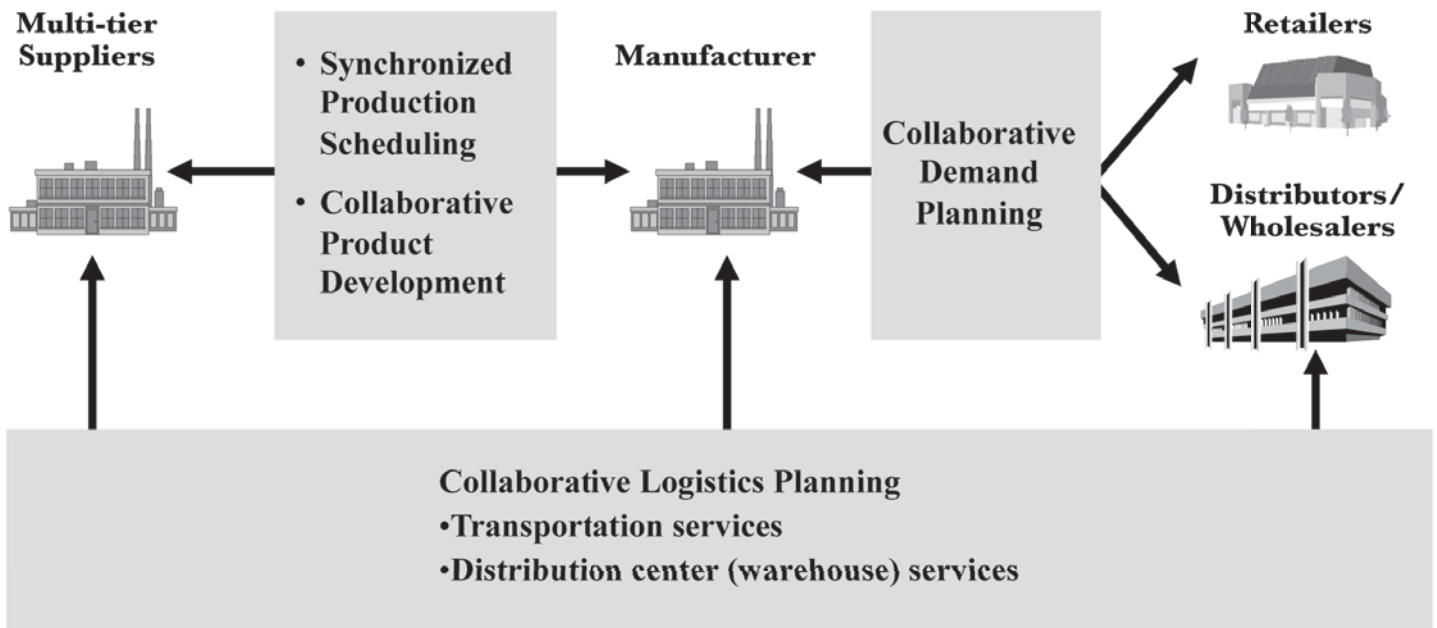 Multi-tier
Suppliers
• Synchronized
Production
Scheduling
• Collaborative
Product
Development
Manufacturer
Collaborative
Demand
Planning
Retailers
Distributors/
Wholesalers
Collaborative Logistics Planning
•Transportation services
•Distribution center (warehouse) services